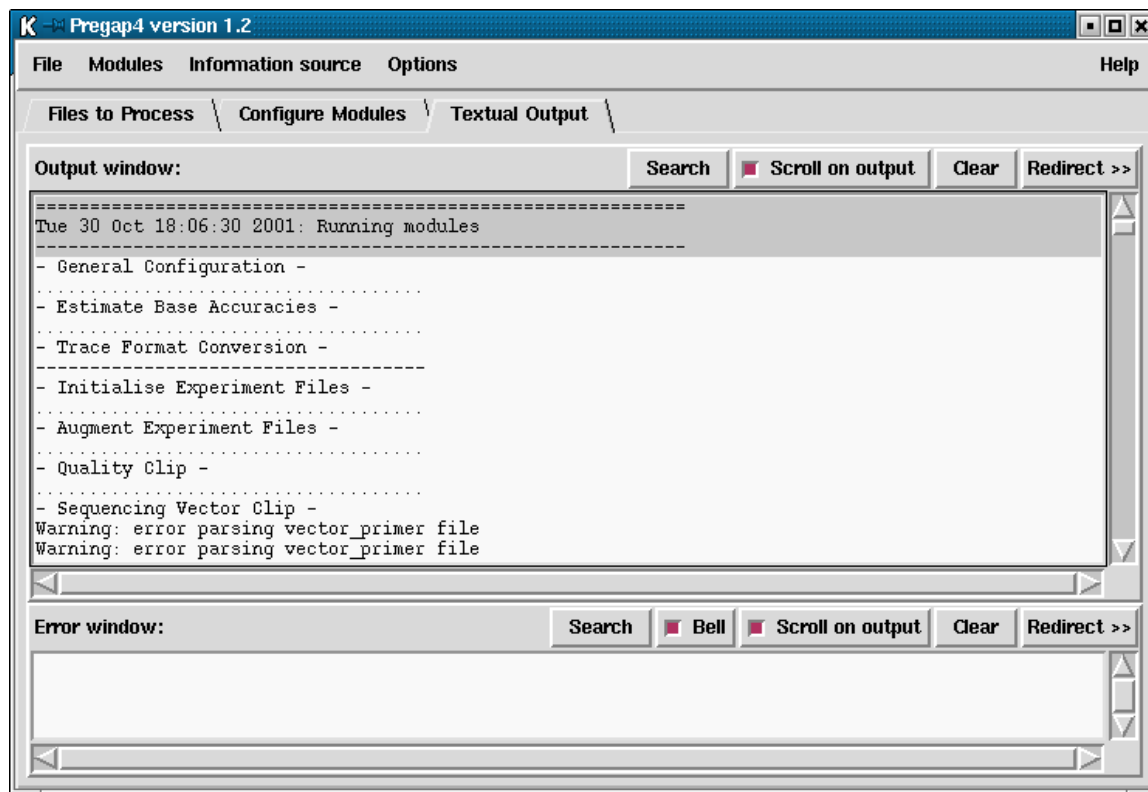 K Pregap4 version 1.2
File Modules Information source Options Help
Files to Process Configure Modules Textual Output
Output window: Search Scroll on output Clear Redirect >>
============================================================
Tue 30 Oct 18:06:30 2001: Running modules
------------------------------------------------------------
- General Configuration -
....................................
- Estimate Base Accuracies -
....................................
- Trace Format Conversion -
------------------------------------
- Initialise Experiment Files -
....................................
- Augment Experiment Files -
....................................
- Quality Clip -
....................................
- Sequencing Vector Clip -
Warning: error parsing vector_primer file
Warning: error parsing vector_primer file
Error window: Search Bell Scroll on output Clear Redirect >>